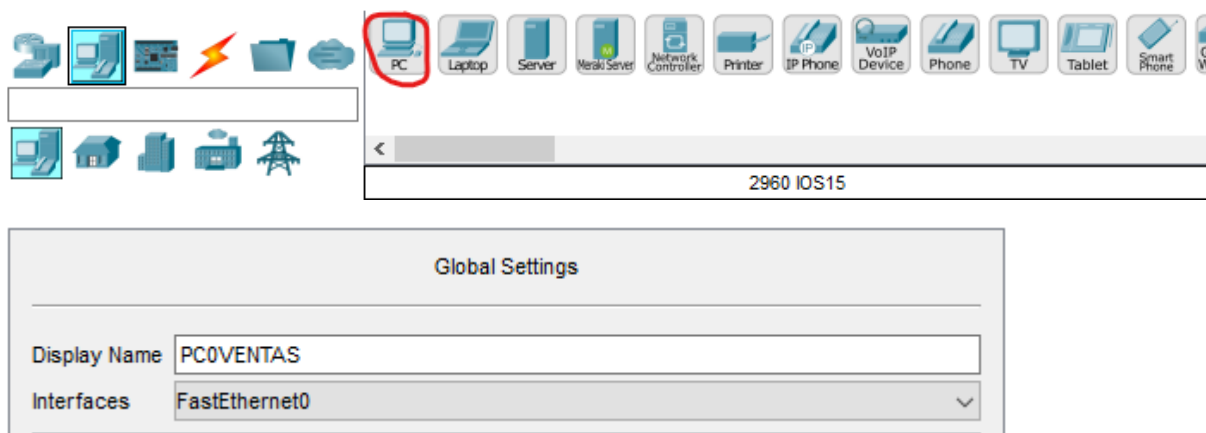 PC
Laptop
Server
Meraki Server
Network Controller
Printer
IP
IP Phone
VoIP Device
Phone
TV
Tablet
Smart Phone
<
2960 IOS15
Global Settings
Display Name PC0VENTAS
Interfaces FastEthernet0